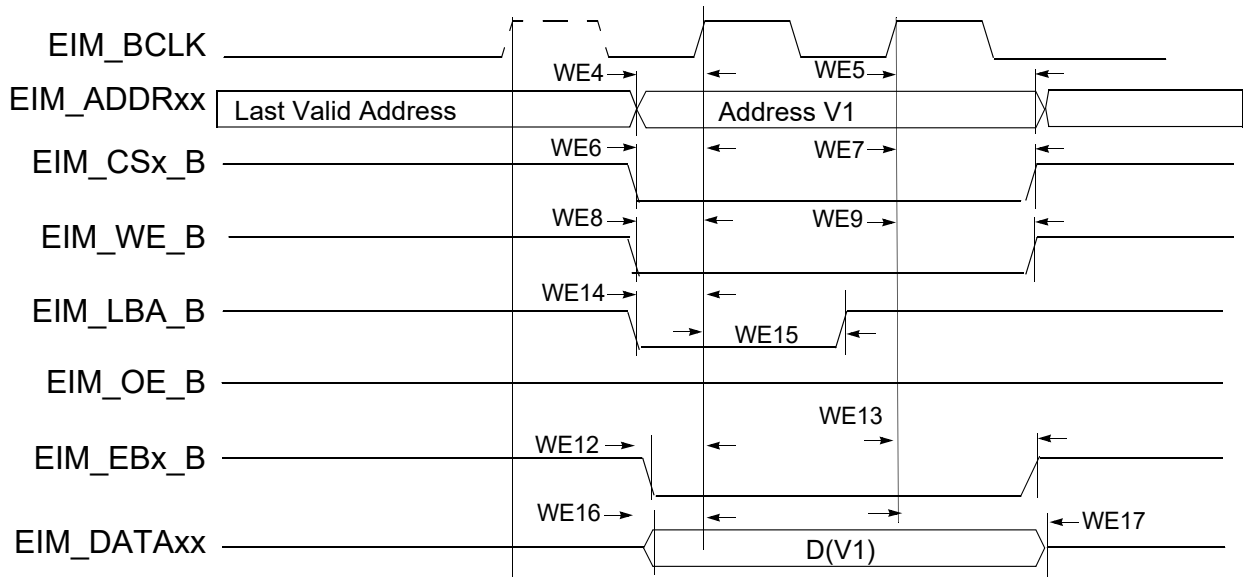 EIM_BCLK
WE4
WE5
EIM_ADDRxx
Last Valid Address
Address V1
WE6
WE7
EIM_CSx_B
WE8
WE9
EIM_WE_B
WE14
EIM_LBA_B
WE15
EIM_OE_B
WE13
WE12
EIM_EBx_B
WE16
WE17
EIM_DATAxx
D(V1)